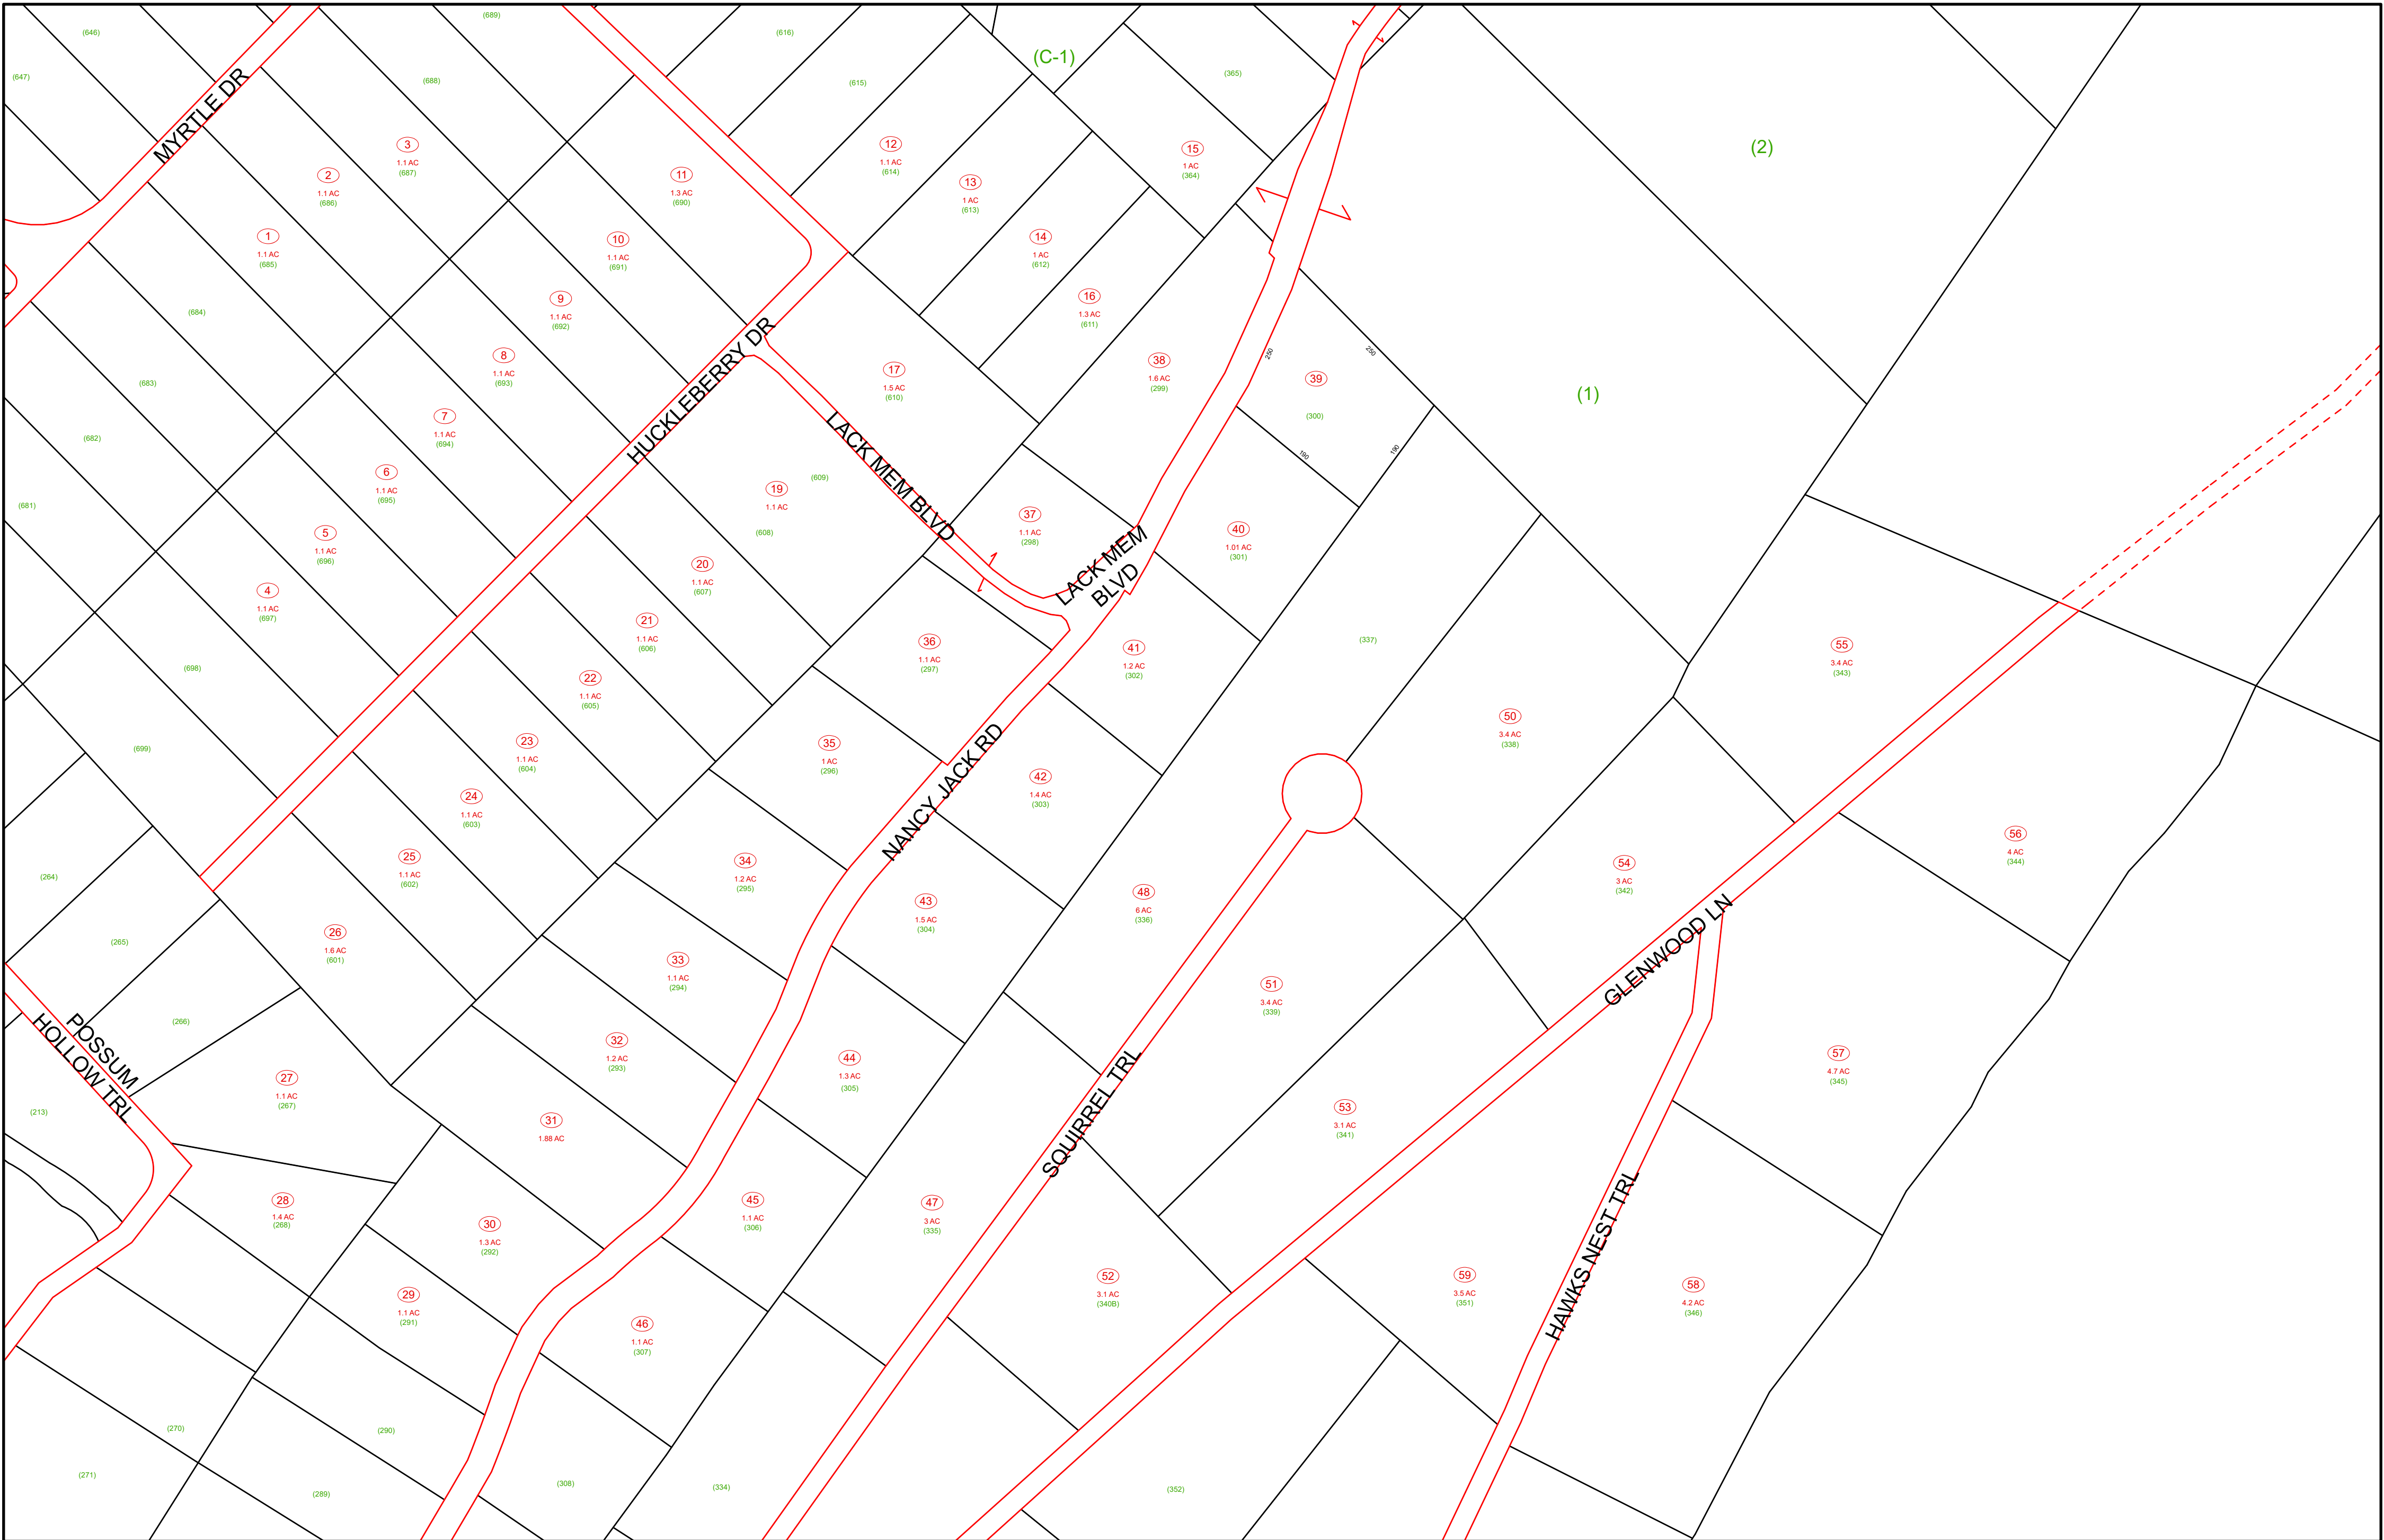 (646)
(689)
(616)
(C-1)
(647)
(688)
(615)
(365)
MYRTLE DR
(2)
3
1.1 AC
(687)
12
1.1 AC
(614)
15
1 AC
(364)
2
1.1 AC
(686)
11
1.3 AC
(690)
13
1 AC
(613)
1
1.1 AC
(685)
10
1.1 AC
(691)
14
1 AC
(612)
(684)
9
1.1 AC
(692)
16
1.3 AC
(611)
8
1.1 AC
(693)
17
1.5 AC
(610)
38
1.6 AC
(299)
250
250
39
(300)
(1)
(683)
HUCKLEBERRY DR
7
1.1 AC
(694)
(682)
LACK MEM BLVD
190
190
6
1.1 AC
(695)
(609)
19
1.1 AC
(608)
(681)
5
1.1 AC
(696)
37
1.1 AC
(298)
40
1.01 AC
(301)
LACK MEM
BLVD
20
1.1 AC
(607)
4
1.1 AC
(697)
21
1.1 AC
(606)
36
1.1 AC
(297)
41
1.2 AC
(302)
(337)
55
3.4 AC
(343)
(698)
22
1.1 AC
(605)
50
3.4 AC
(338)
(699)
23
1.1 AC
(604)
35
1 AC
(296)
NANCY JACK RD
42
1.4 AC
(303)
24
1.1 AC
(603)
56
4 AC
(344)
25
1.1 AC
(602)
34
1.2 AC
(295)
54
3 AC
(342)
(264)
43
1.5 AC
(304)
48
6 AC
(336)
GLENWOOD LN
(265)
26
1.6 AC
(601)
33
1.1 AC
(294)
51
3.4 AC
(339)
(266)
POSSUM
HOLLOW TRL
32
1.2 AC
(293)
44
1.3 AC
(305)
57
4.7 AC
(345)
27
1.1 AC
(267)
SQUIRREL TRL
53
3.1 AC
(341)
(213)
31
1.88 AC
28
1.4 AC
(268)
30
1.3 AC
(292)
45
1.1 AC
(306)
47
3 AC
(335)
HAWKS NEST TRL
52
3.1 AC
(340B)
59
3.5 AC
(351)
58
4.2 AC
(346)
29
1.1 AC
(291)
46
1.1 AC
(307)
(270)
(290)
(271)
(289)
(308)
(334)
(352)